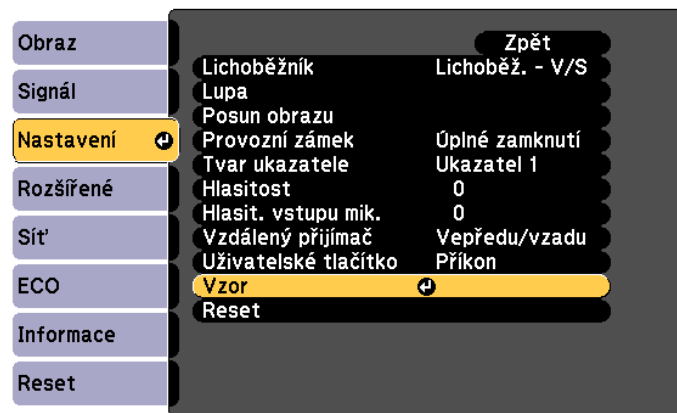 Obraz
Signál
Nastavení
Rozšířené
Síť
ECO
Informace
Reset
Zpět
Lichoběžník Lichoběž. - V/S
Lupa
Posun obrazu
Provozní zámek Úplné zamknutí
Tvar ukazatele Ukazatel 1
Hlasitost 0
Hlasit. vstupu mik. 0
Vzdálený přijímač Vepředu/vzadu
Uživatelské tlačítko Příkon
Vzor
Reset